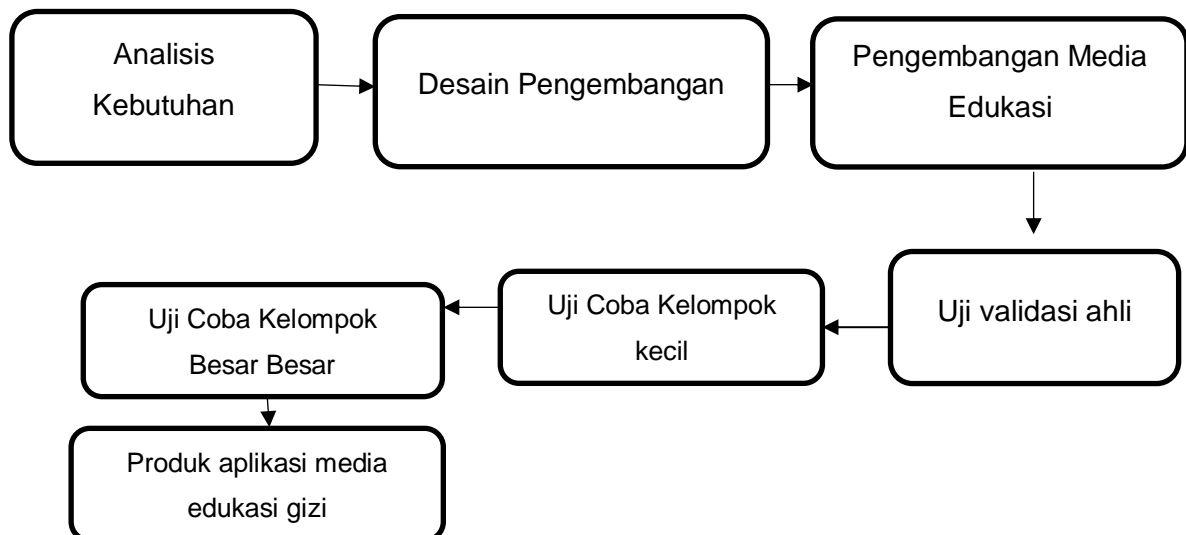 Analisis
Kebutuhan
Desain Pengembangan
Pengembangan Media
Edukasi
Uji validasi ahli
Uji Coba Kelompok
kecil
Uji Coba Kelompok
Besar Besar
Produk aplikasi media
edukasi gizi